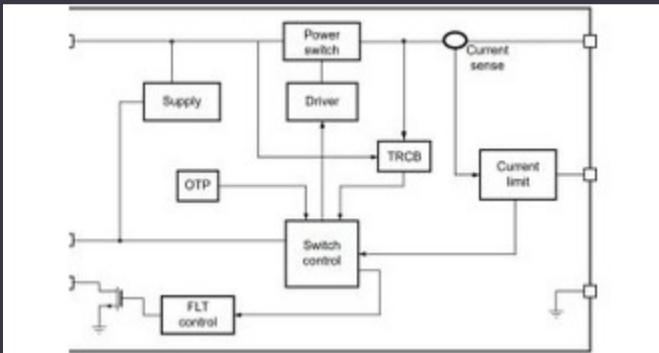 Power
switch
Current
sense
Supply
Driver
TRCB
Current
limit
OTP
Switch
control
FLT
control